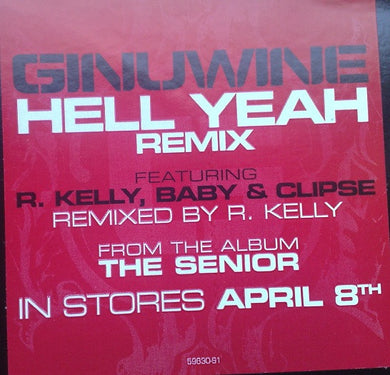 GINUWINE
HELL YEAH
REMIX
FEATURING
R. KELLY, BABY & CLIPSE
REMIXED BY R. KELLY
FROM THE ALBUM
THE SENIOR
IN STORES APRIL 8TH
59830-S1